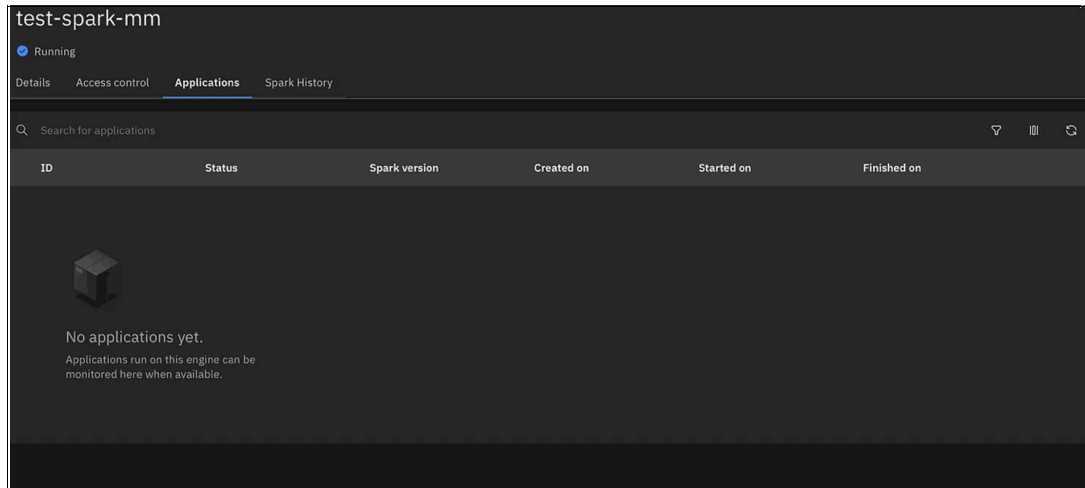 test-spark-mm
Running
Details Access control Applications Spark History
Search for applications
ID Status Spark version Created on Started on Finished on
No applications yet.
Applications run on this engine can be
monitored here when available.